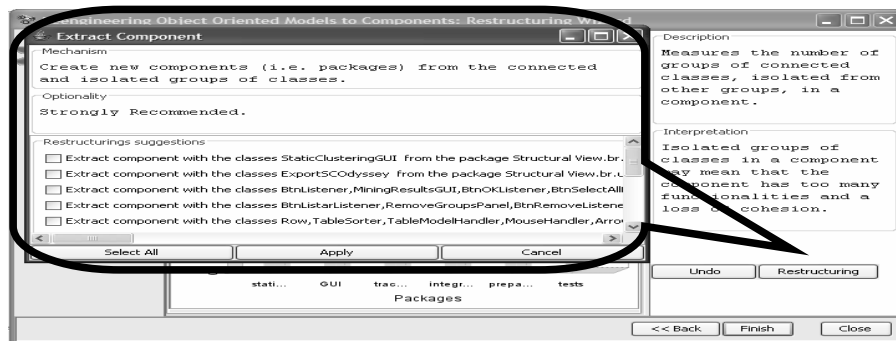 engineering Object Oriented Models to Components: Restructuring Wizard
Extract Component
Mechanism
Create new components (i.e. packages) from the connected
and isolated groups of classes.
Optionality
Strongly Recommended.
Restructurings suggestions
Extract component with the classes StaticClusteringGUI from the package Structural View.br.
Extract component with the classes ExportSCOdyssey from the package Structural View.br.u
Extract component with the classes BtnListener,MiningResultsGUI,BtnOKListener,BtnSelectAll
Extract component with the classes BtnListarListener,RemoveGroupsPanel,BtnRemoveListene
Extract component with the classes Row,TableSorter,TableModelHandler,MouseHandler,Arro
Select All Apply Cancel
stati... GUI trac... integr... prepa... tests
Packages
Description
Measures the number of
groups of connected
classes, isolated from
other groups, in a
component.
Interpretation
Isolated groups of
classes in a component
may mean that the
component has too many
functionalities and a
loss of cohesion.
Undo Restructuring
<< Back Finish Close